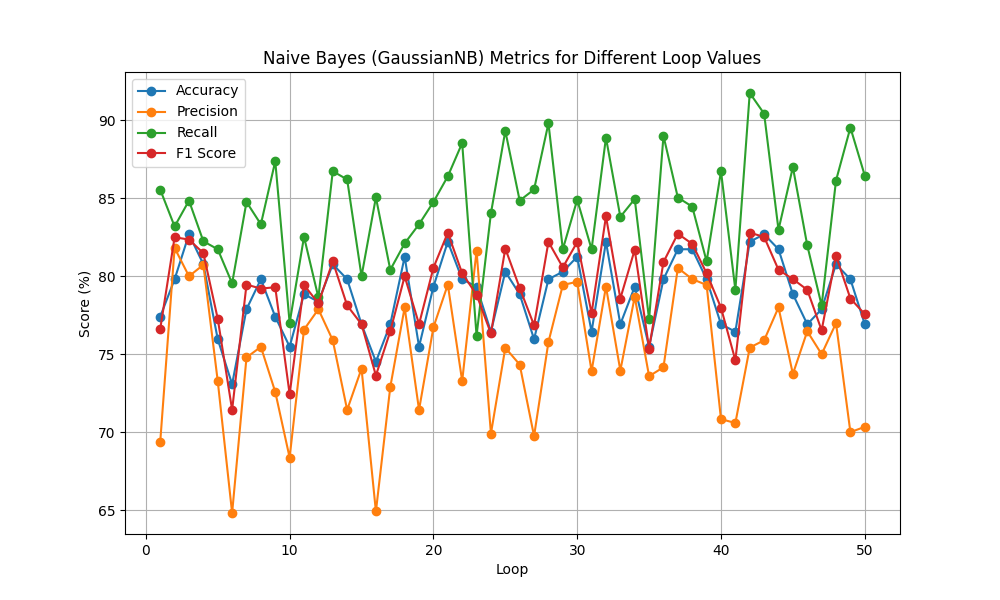 Naive Bayes (GaussianNB) Metrics for Different Loop Values
Accuracy
Precision
Recall
F1 Score
90
85
80
75
70
65
Score (%)
0 10 20 30 40 50
Loop